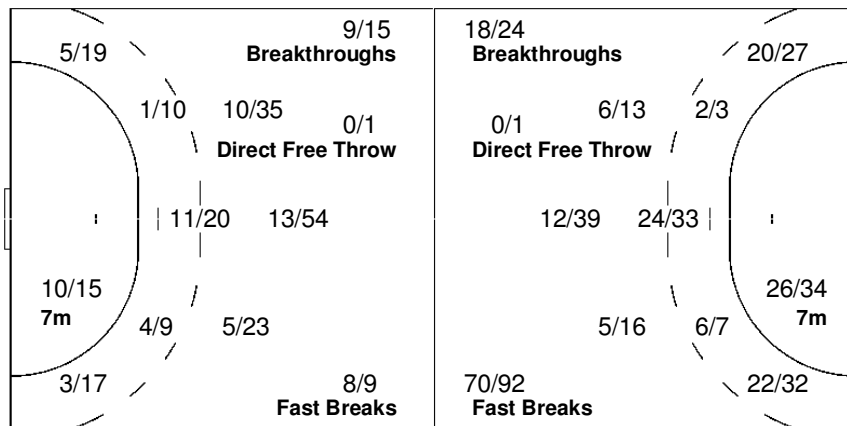 9/15 18/24
5/19 Breakthroughs Breakthroughs 20/27
1/10 10/35 6/13 2/3
0/1 0/1
Direct Free Throw Direct Free Throw
11/20 13/54 12/39 24/33
10/15 26/34
7m 7m
4/9 5/23 5/16 6/7
3/17 8/9 70/92 22/32
Fast Breaks Fast Breaks